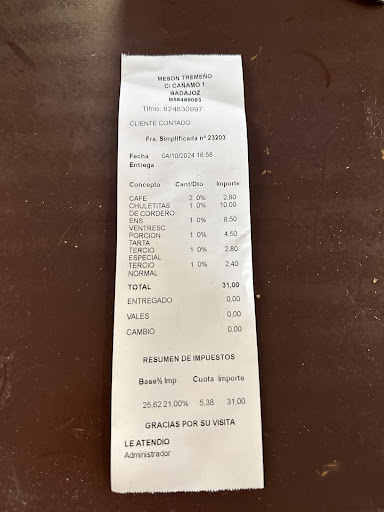 MESON TREMEÑO
C/ CAÑAMO 1
BADAJOZ
B56488083
Tlfno: 624630997
CLIENTE CONTADO
Fra. Simplificada nº 23203
Fecha 04/10/2024 16:58
Entrega
Concepto Cant/Dto Importe
CAFE 2 0% 2,80
CHULETITAS 1 0% 10,00
DE CORDERO
ENS 1 0% 8,50
VENTRESC
PORCION 1 0% 4,50
TARTA
TERCIO 1 0% 2,80
ESPECIAL
TERCIO 1 0% 2,40
NORMAL
TOTAL 31,00
ENTREGADO 0,00
VALES 0,00
CAMBIO 0,00
RESUMEN DE IMPUESTOS
Base% Imp Cuota Importe
25,62 21,00% 5,38 31,00
GRACIAS POR SU VISITA
LE ATENDIO
Administrador